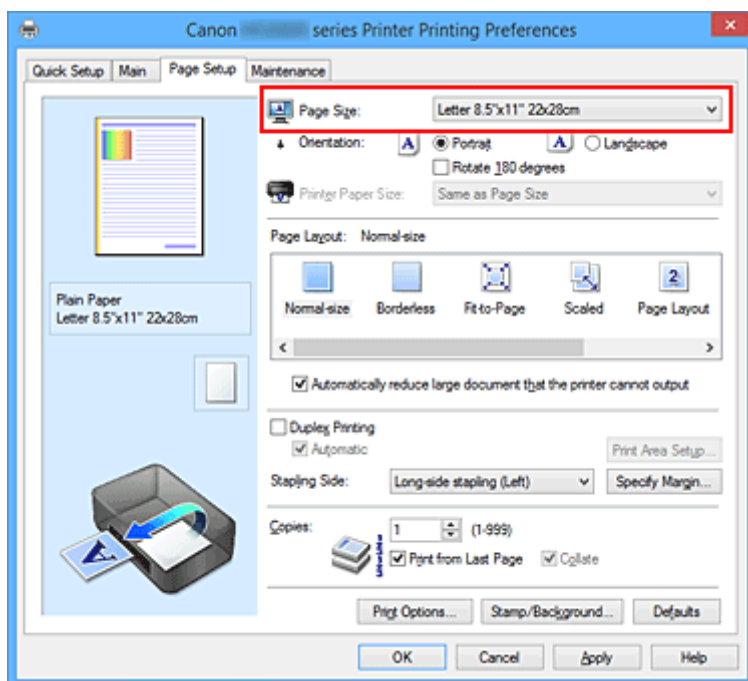 Canon series Printer Printing Preferences
Quick Setup Main Page Setup Maintenance
Page Size: Letter 8.5"x11" 22x28cm
Orientation: A Portrait A Landscape
Rotate 180 degrees
Printer Paper Size: Same as Page Size
Page Layout: Normal-size
Normal-size Borderless Fit-to-Page Scaled Page Layout
Plain Paper
Letter 8.5"x11" 22x28cm
Automatically reduce large document that the printer cannot output
Duplex Printing
Automatic
Print Area Setup...
Stapling Side: Long-side stapling (Left) Specify Margin...
Copies: 1 (1-999)
Print from Last Page Collate
Print Options... Stamp/Background... Defaults
OK Cancel Apply Help